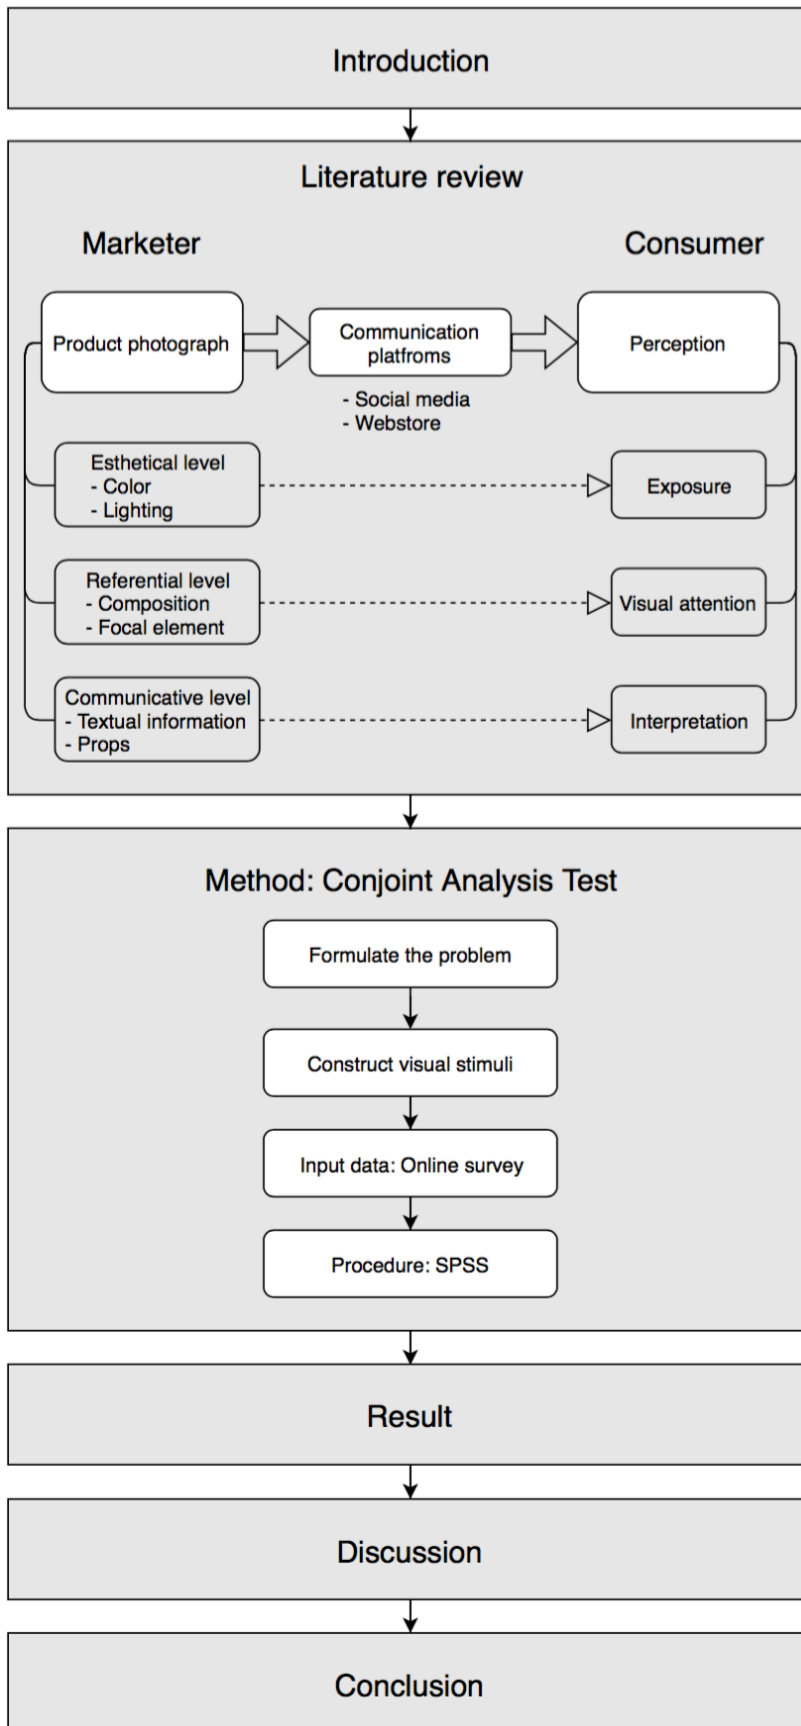 Introduction
Literature review
Marketer
Consumer
Product photograph
Communication
platfroms
Perception
- Social media
- Webstore
Esthetical level
- Color
- Lighting
Exposure
Referential level
- Composition
- Focal element
Visual attention
Communicative level
- Textual information
- Props
Interpretation
Method: Conjoint Analysis Test
Formulate the problem
Construct visual stimuli
Input data: Online survey
Procedure: SPSS
Result
Discussion
Conclusion